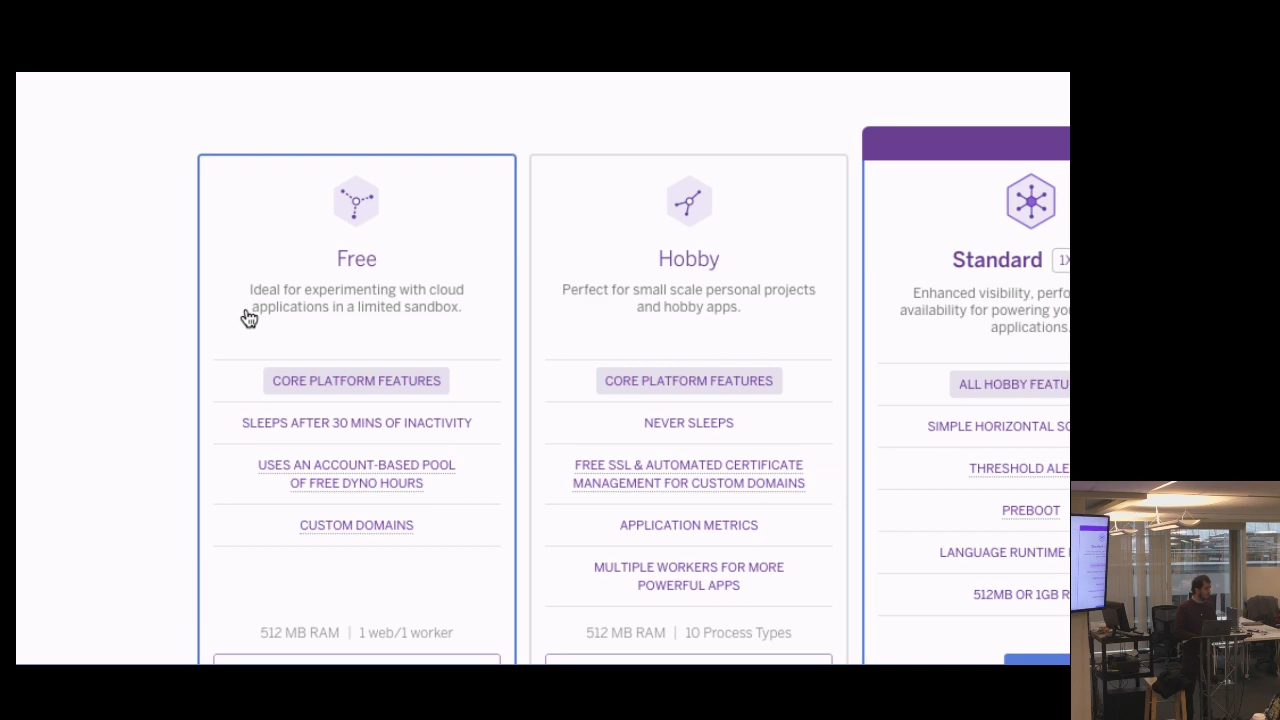 Free
Ideal for experimenting with cloud
applications in a limited sandbox.
CORE PLATFORM FEATURES
SLEEPS AFTER 30 MINS OF INACTIVITY
USES AN ACCOUNT-BASED POOL
OF FREE DYNO HOURS
CUSTOM DOMAINS
512 MB RAM | 1 web/1 worker
Hobby
Perfect for small scale personal projects
and hobby apps.
CORE PLATFORM FEATURES
NEVER SLEEPS
FREE SSL & AUTOMATED CERTIFICATE
MANAGEMENT FOR CUSTOM DOMAINS
APPLICATION METRICS
MULTIPLE WORKERS FOR MORE
POWERFUL APPS
512 MB RAM | 10 Process Types
Standard 1X
Enhanced visibility, perfo
availability for powering yo
applications.
ALL HOBBY FEATU
SIMPLE HORIZONTAL SC
THRESHOLD ALE
PREBOOT
LANGUAGE RUNTIME
512MB OR 1GB R